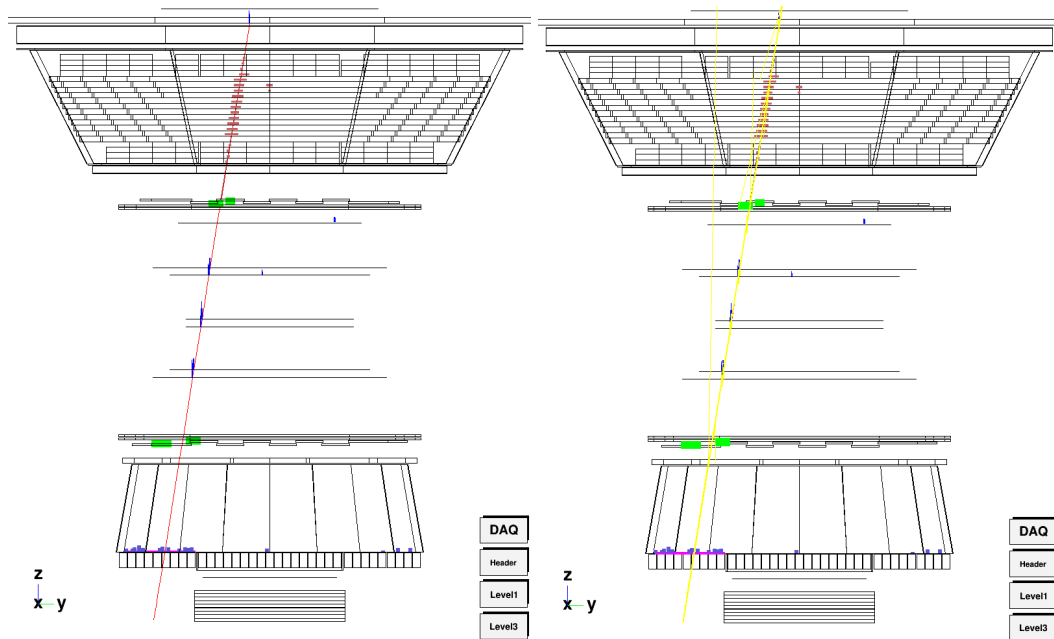 DAQ
Header
Level1
Level3
z
x y
DAQ
Header
Level1
Level3
z
x y